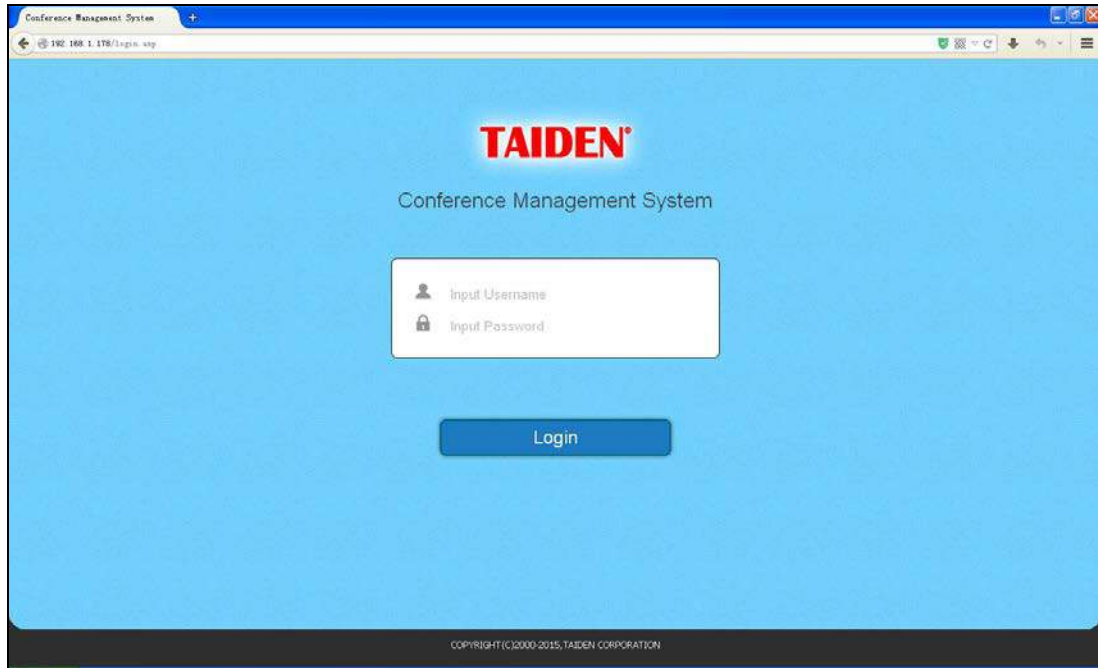 Conference Management System
192.168.1.178/login.asp
TAIDEN®
Conference Management System
Input Username
Input Password
Login
COPYRIGHT(C)2000-2015,TAIDEN CORPORATION